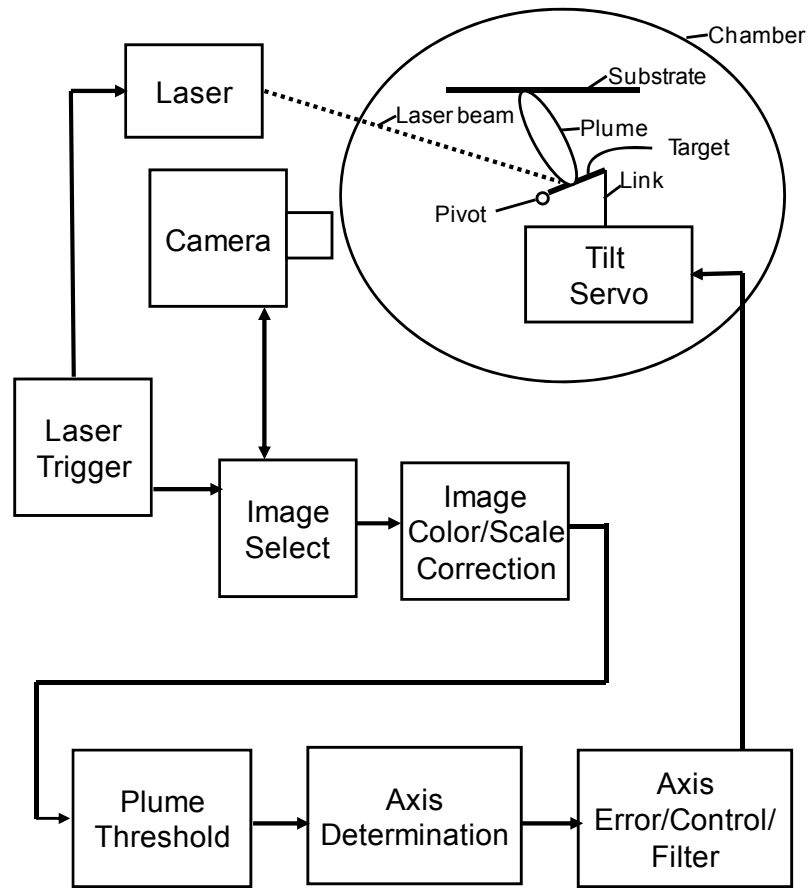 Chamber
Laser
Substrate
Laser beam
Plume
Target
Link
Pivot
Camera
Tilt
Servo
Laser
Trigger
Image
Select
Image
Color/Scale
Correction
Plume
Threshold
Axis
Determination
Axis
Error/Control/
Filter